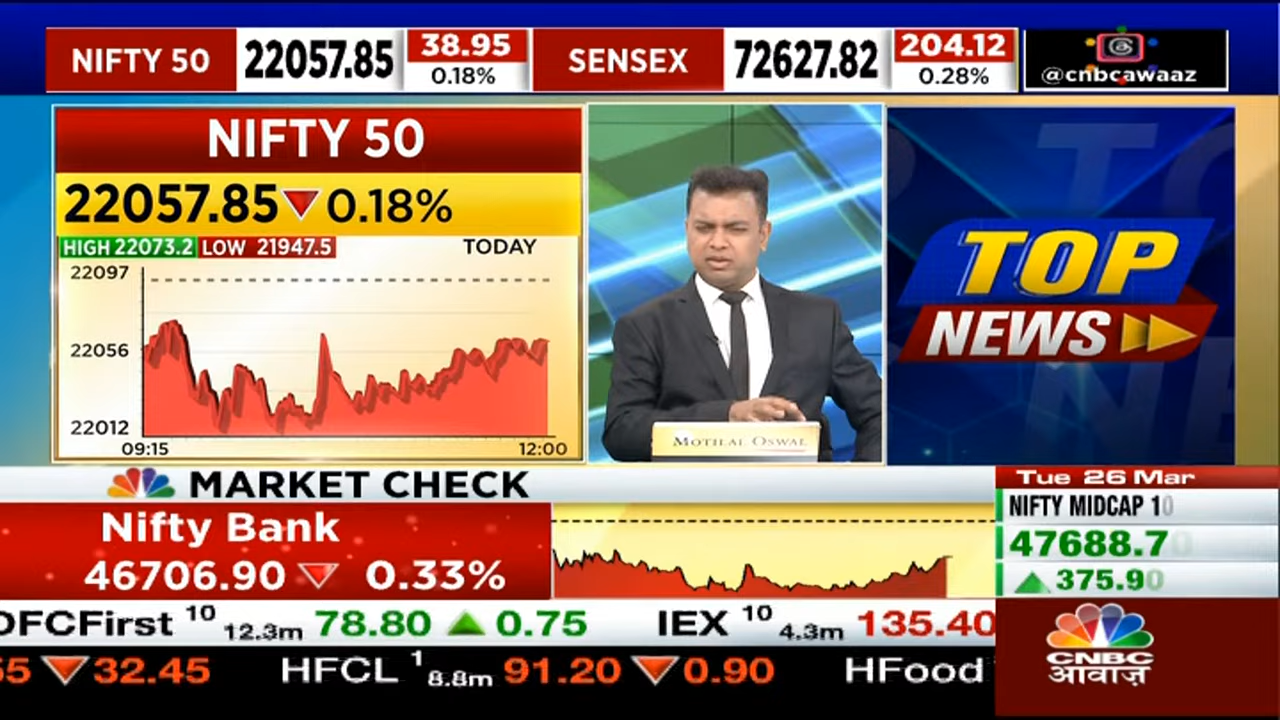 NIFTY 50 22057.85 38.95 0.18% SENSEX 72627.82 204.12 0.28% @cnbcawaaz
NIFTY 50
22057.85 0.18%
HIGH 22073.2 LOW 21947.5 TODAY
22097
22056
22012
09:15 12:00
MOTILAL OSWAL
TOP
NEWS
MARKET CHECK
Nifty Bank
46706.90 0.33%
Tue 26 Mar
NIFTY MIDCAP 10
47688.7
375.90
DFCFirst 10 12.3m 78.80 0.75 IEX 10 4.3m 135.40
55 32.45 HFCL 1 8.8m 91.20 0.90 HFood
CNBC
आवाज़